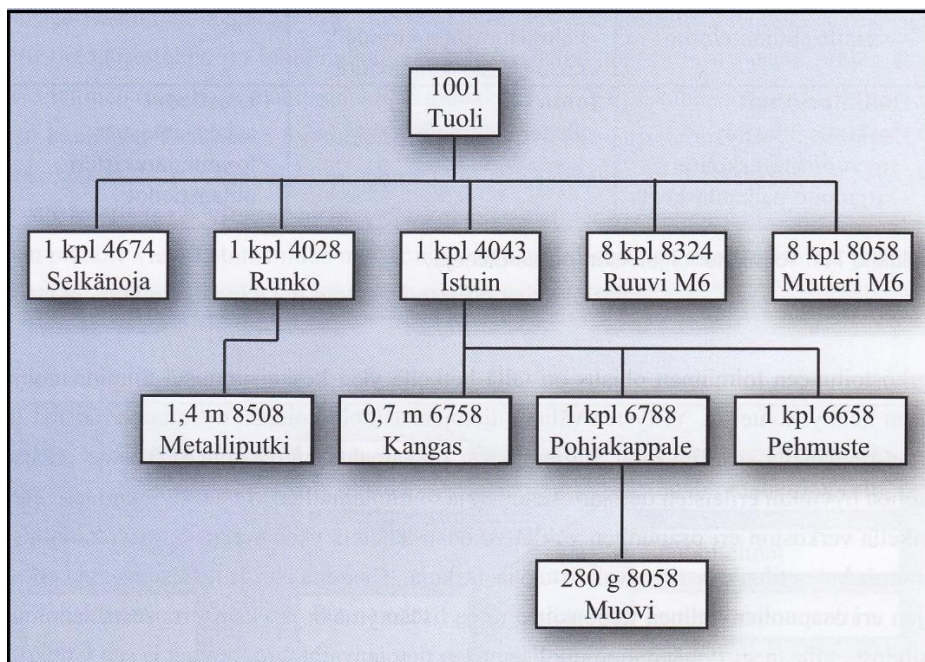 1001
Tuoli
1 kpl 4674
Selkänoja
1 kpl 4028
Runko
1 kpl 4043
Istuin
8 kpl 8324
Ruuvi M6
8 kpl 8058
Mutteri M6
1,4 m 8508
Metalliputki
0,7 m 6758
Kangas
1 kpl 6788
Pohjakappale
1 kpl 6658
Pehmuste
280 g 8058
Muovi